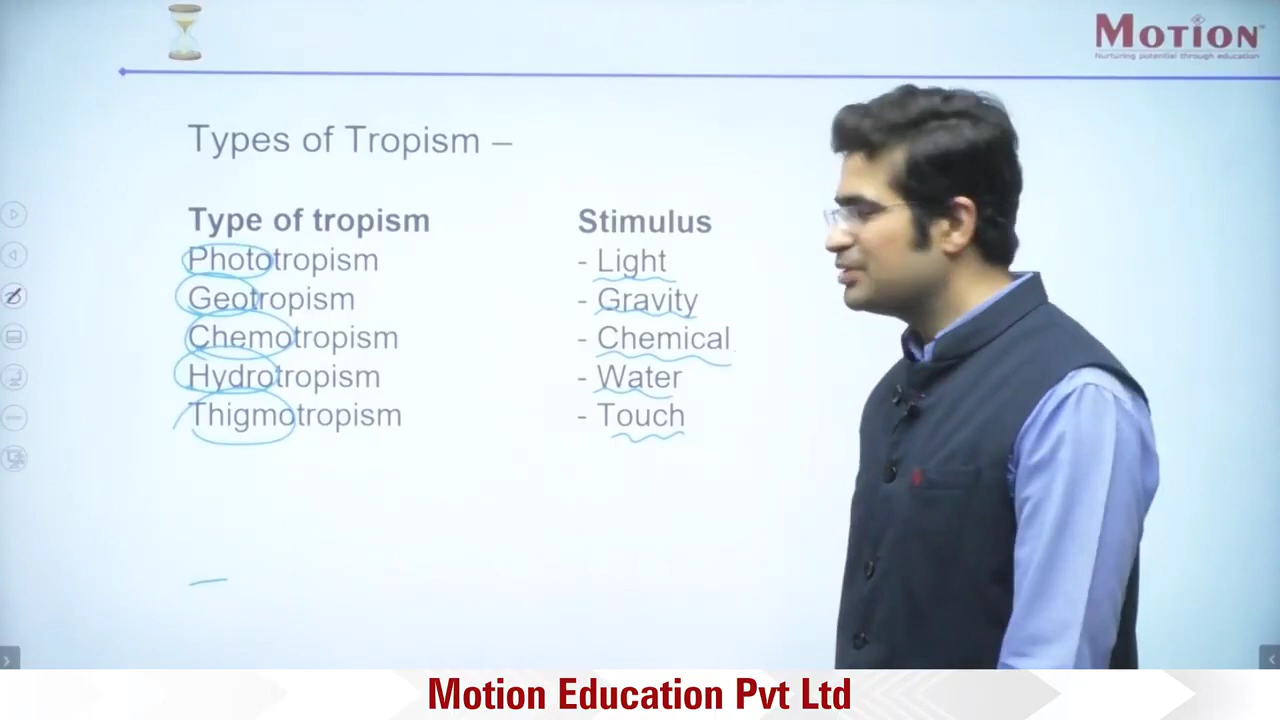 MOTION
Nurturing potential through education
Types of Tropism –
Type of tropism Stimulus
Phototropism - Light
Geotropism - Gravity
Chemotropism - Chemical
Hydrotropism - Water
Thigmotropism - Touch
Motion Education Pvt Ltd